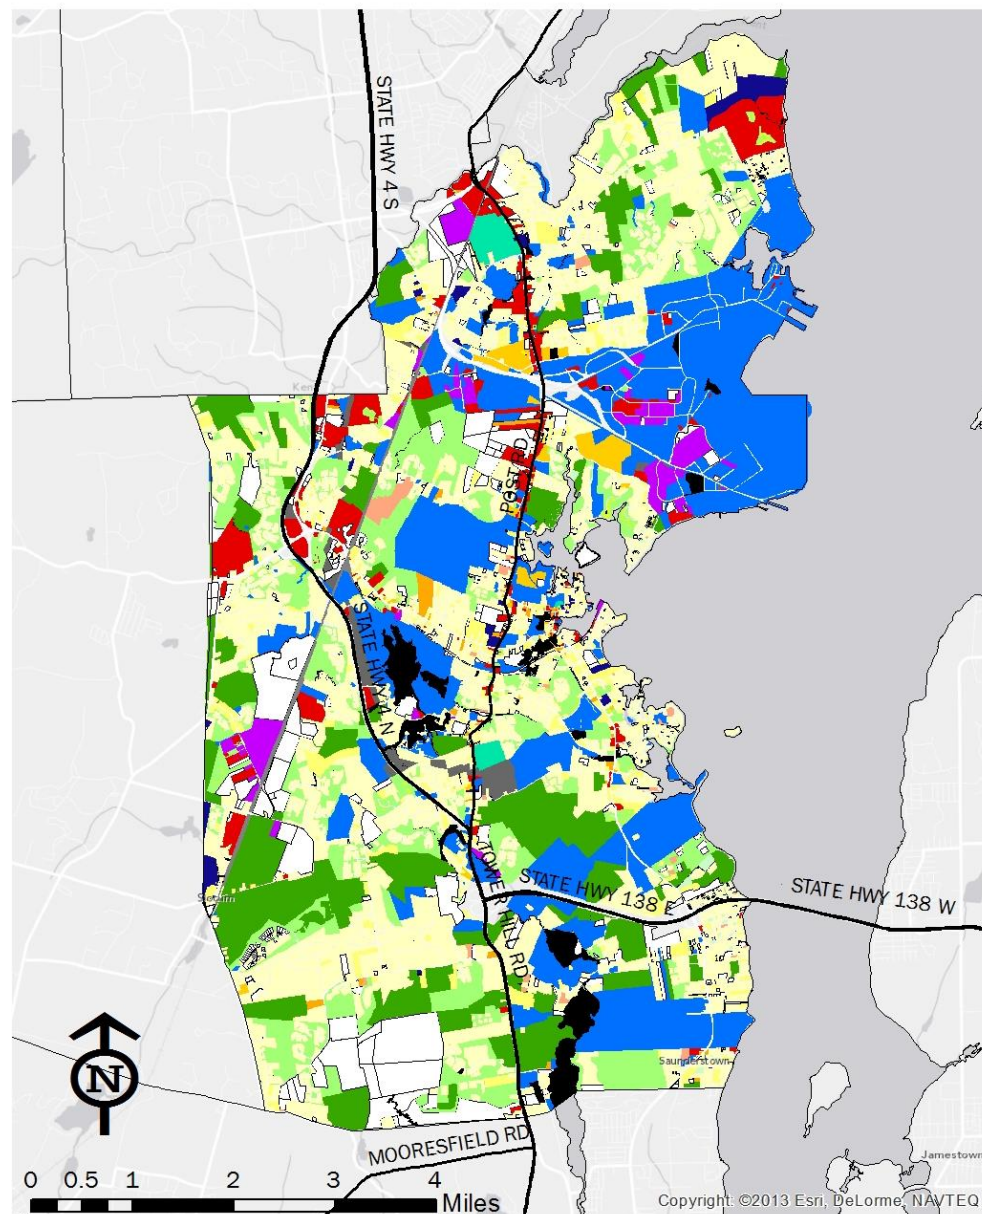 STATE HWY 4 S
POST RD
STATE HWY 4 N
TOWER HILL RD
STATE HWY 138 E
STATE HWY 138 W
Saunderstown
N
MOORESFIELD RD
Jamestown
0 0.5 1 2 3 4
Miles
Copyright: ©2013 Esri, DeLorme, NAVTEQ